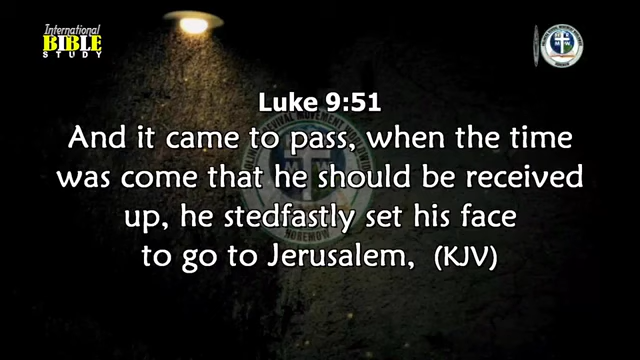 International
BIBLE
STUDY
Luke 9:51
And it came to pass, when the time
was come that he should be received
up, he stedfastly set his face
to go to Jerusalem, (KJV)